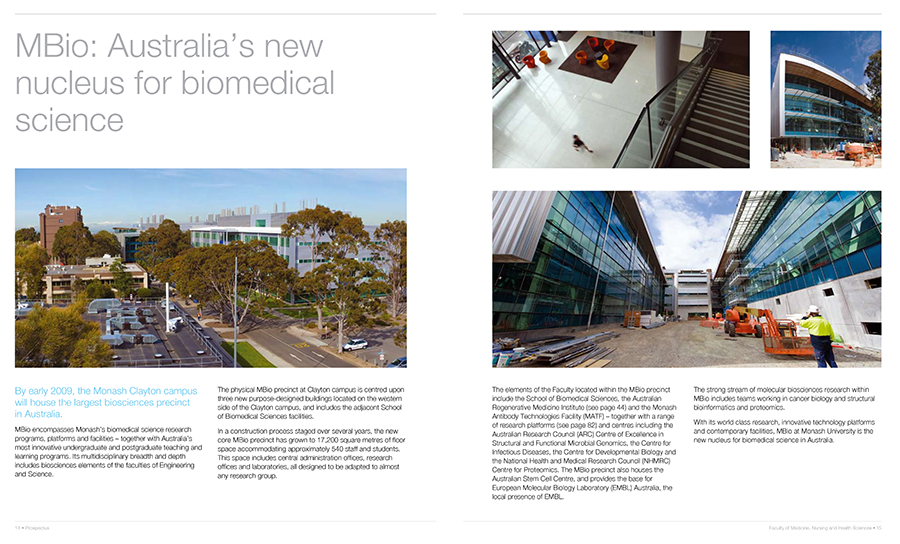 MBio: Australia's new
nucleus for biomedical
science
By early 2009, the Monash Clayton campus
will house the largest biosciences precinct
in Australia.
MBio encompasses Monash's biomedical science research
programs, platforms and facilities – together with Australia's
most innovative undergraduate and postgraduate teaching and
learning programs. Its multidisciplinary breadth and depth
includes biosciences elements of the faculties of Engineering
and Science.
The physical MBio precinct at Clayton campus is centred upon
three new purpose-designed buildings located on the western
side of the Clayton campus, and includes the adjacent School
of Biomedical Sciences facilities.
In a construction process staged over several years, the new
core MBio precinct has grown to 17,200 square metres of floor
space accommodating approximately 540 staff and students.
This space includes central administration offices, research
offices and laboratories, all designed to be adapted to almost
any research group.
14 • Prospectus
The elements of the Faculty located within the MBio precinct
include the School of Biomedical Sciences, the Australian
Regenerative Medicine Institute (see page 44) and the Monash
Antibody Technologies Facility (MATF) – together with a range
of research platforms (see page 82) and centres including the
Australian Research Council (ARC) Centre of Excellence in
Structural and Functional Microbial Genomics, the Centre for
Infectious Diseases, the Centre for Developmental Biology and
the National Health and Medical Research Council (NHMRC)
Centre for Proteomics. The MBio precinct also houses the
Australian Stem Cell Centre, and provides the base for
European Molecular Biology Laboratory (EMBL) Australia, the
local presence of EMBL.
The strong stream of molecular biosciences research within
MBio includes teams working in cancer biology and structural
bioinformatics and proteomics.
With its world class research, innovative technology platforms
and contemporary facilities, MBio at Monash University is the
new nucleus for biomedical science in Australia.
Faculty of Medicine, Nursing and Health Sciences • 15